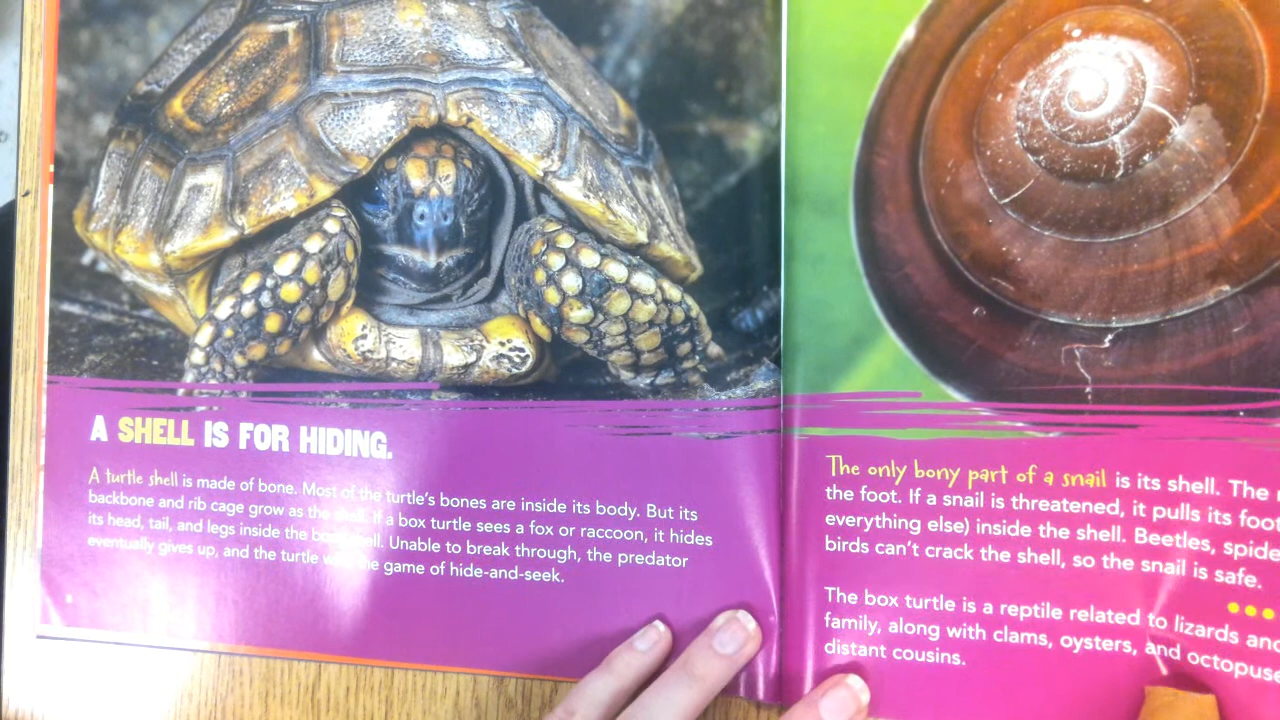 A SHELL IS FOR HIDING.
A turtle shell is made of bone. Most of the turtle's bones are inside its body. But its
backbone and rib cage grow as the If a box turtle sees a fox or raccoon, it hides
its head, tail, and legs inside the Unable to break through, the predator
eventually gives up, and the turtle the game of hide-and-seek.
8
The only bony part of a snail is its shell. The
the foot. If a snail is threatened, it pulls its foot
everything else) inside the shell. Beetles,
birds can't crack the shell, so the snail is safe.
The box turtle is a reptile related to lizards and
family, along with clams, oysters, and
distant cousins.